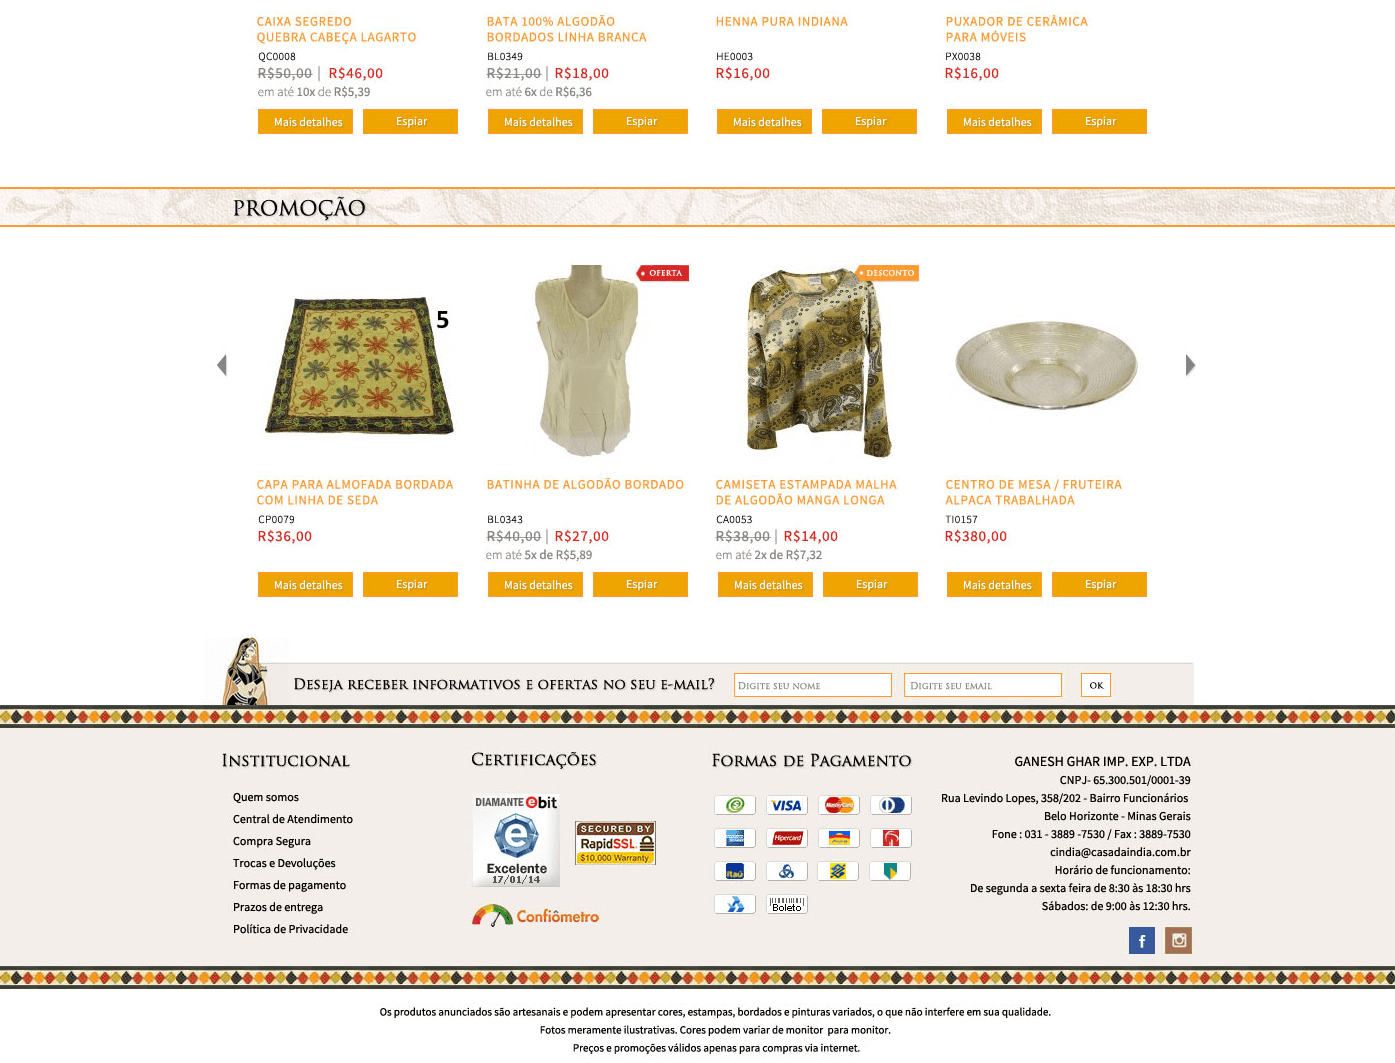 CAIXA SEGREDO
QUEBRA CABEÇA LAGARTO
QC0008
R$50,00 | R$46,00
em até 10x de R$5,39
Mais detalhes Espiar
BATA 100% ALGODÃO
BORDADOS LINHA BRANCA
BL0349
R$21,00 | R$18,00
em até 6x de R$6,36
Mais detalhes Espiar
HENNA PURA INDIANA
HE0003
R$16,00
Mais detalhes Espiar
PUXADOR DE CERÂMICA
PARA MÓVEIS
PX0038
R$16,00
Mais detalhes Espiar
PROMOÇÃO
5
CAPA PARA ALMOFADA BORDADA
COM LINHA DE SEDA
CP0079
R$36,00
Mais detalhes Espiar
OFERTA
BATINHA DE ALGODÃO BORDADO
BL0343
R$40,00 | R$27,00
em até 5x de R$5,89
Mais detalhes Espiar
DESCONTO
CAMISETA ESTAMPADA MALHA
DE ALGODÃO MANGA LONGA
CA0053
R$38,00 | R$14,00
em até 2x de R$7,32
Mais detalhes Espiar
CENTRO DE MESA / FRUTEIRA
ALPACA TRABALHADA
TI0157
R$380,00
Mais detalhes Espiar
DESEJA RECEBER INFORMATIVOS E OFERTAS NO SEU E-MAIL? DIGITE SEU NOME DIGITE SEU EMAIL OK
INSTITUCIONAL
Quem somos
Central de Atendimento
Compra Segura
Trocas e Devoluções
Formas de pagamento
Prazos de entrega
Política de Privacidade
CERTIFICAÇÕES
DIAMANTE ebit
e
Excelente
17/01/14
SECURED BY
RapidSSL
$10,000 Warranty
Confiômetro
FORMAS DE PAGAMENTO
VISA MasterCard
Hipercard
Itaú
Boleto
GANESH GHAR IMP. EXP. LTDA
CNPJ- 65.300.501/0001-39
Rua Levindo Lopes, 358/202 - Bairro Funcionários
Belo Horizonte - Minas Gerais
Fone : 031 - 3889 -7530 / Fax : 3889-7530
cindia@casadaindia.com.br
Horário de funcionamento:
De segunda a sexta feira de 8:30 às 18:30 hrs
Sábados: de 9:00 às 12:30 hrs.
f
Os produtos anunciados são artesanais e podem apresentar cores, estampas, bordados e pinturas variados, o que não interfere em sua qualidade.
Fotos meramente ilustrativas. Cores podem variar de monitor para monitor.
Preços e promoções válidos apenas para compras via internet.